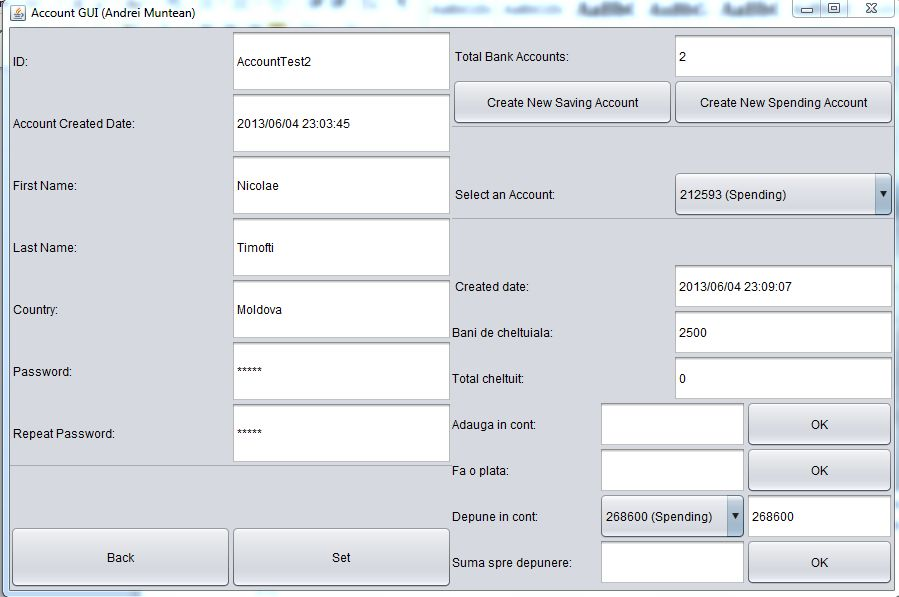 Account GUI (Andrei Muntean)
ID:
AccountTest2
Account Created Date:
2013/06/04 23:03:45
First Name:
Nicolae
Last Name:
Timofti
Country:
Moldova
Password:
*****
Repeat Password:
*****
Back
Set
Total Bank Accounts:
2
Create New Saving Account
Create New Spending Account
Select an Account:
212593 (Spending)
Created date:
2013/06/04 23:09:07
Bani de cheltuiala:
2500
Total cheltuit:
0
Adauga in cont:
OK
Fa o plata:
OK
Depune in cont:
268600 (Spending)
268600
Suma spre depunere:
OK